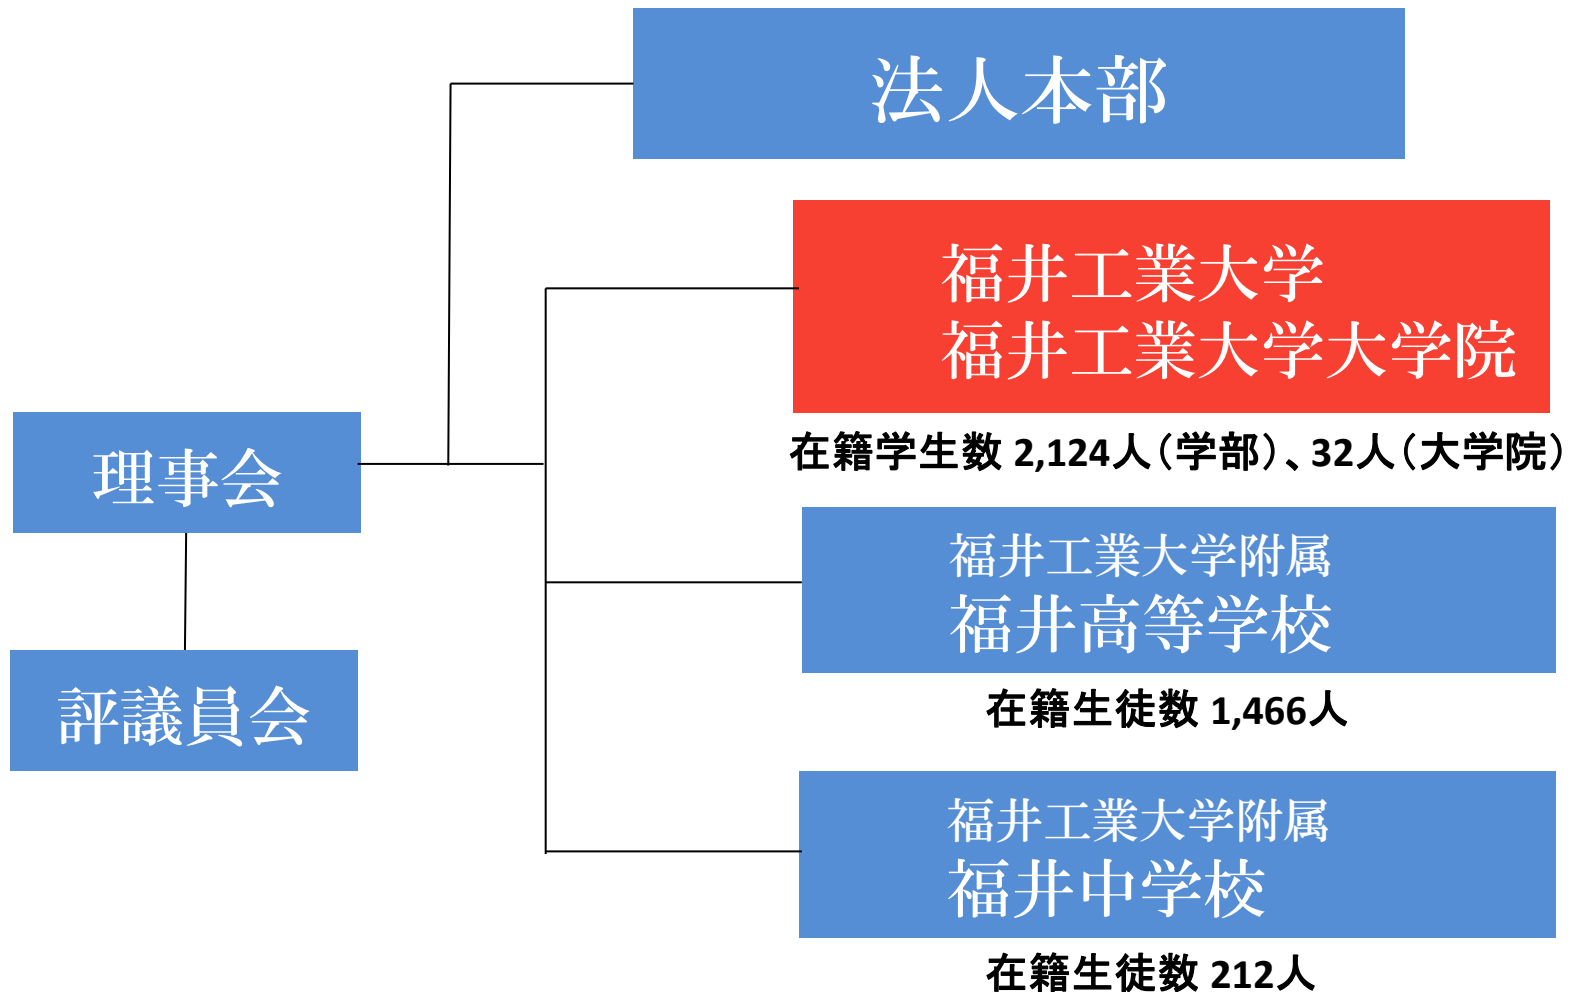 法人本部
福井工業大学
福井工業大学大学院
在籍学生数 2,124人（学部）、32人（大学院）
理事会
福井工業大学附属
福井高等学校
在籍生徒数 1,466人
評議員会
福井工業大学附属
福井中学校
在籍生徒数 212人